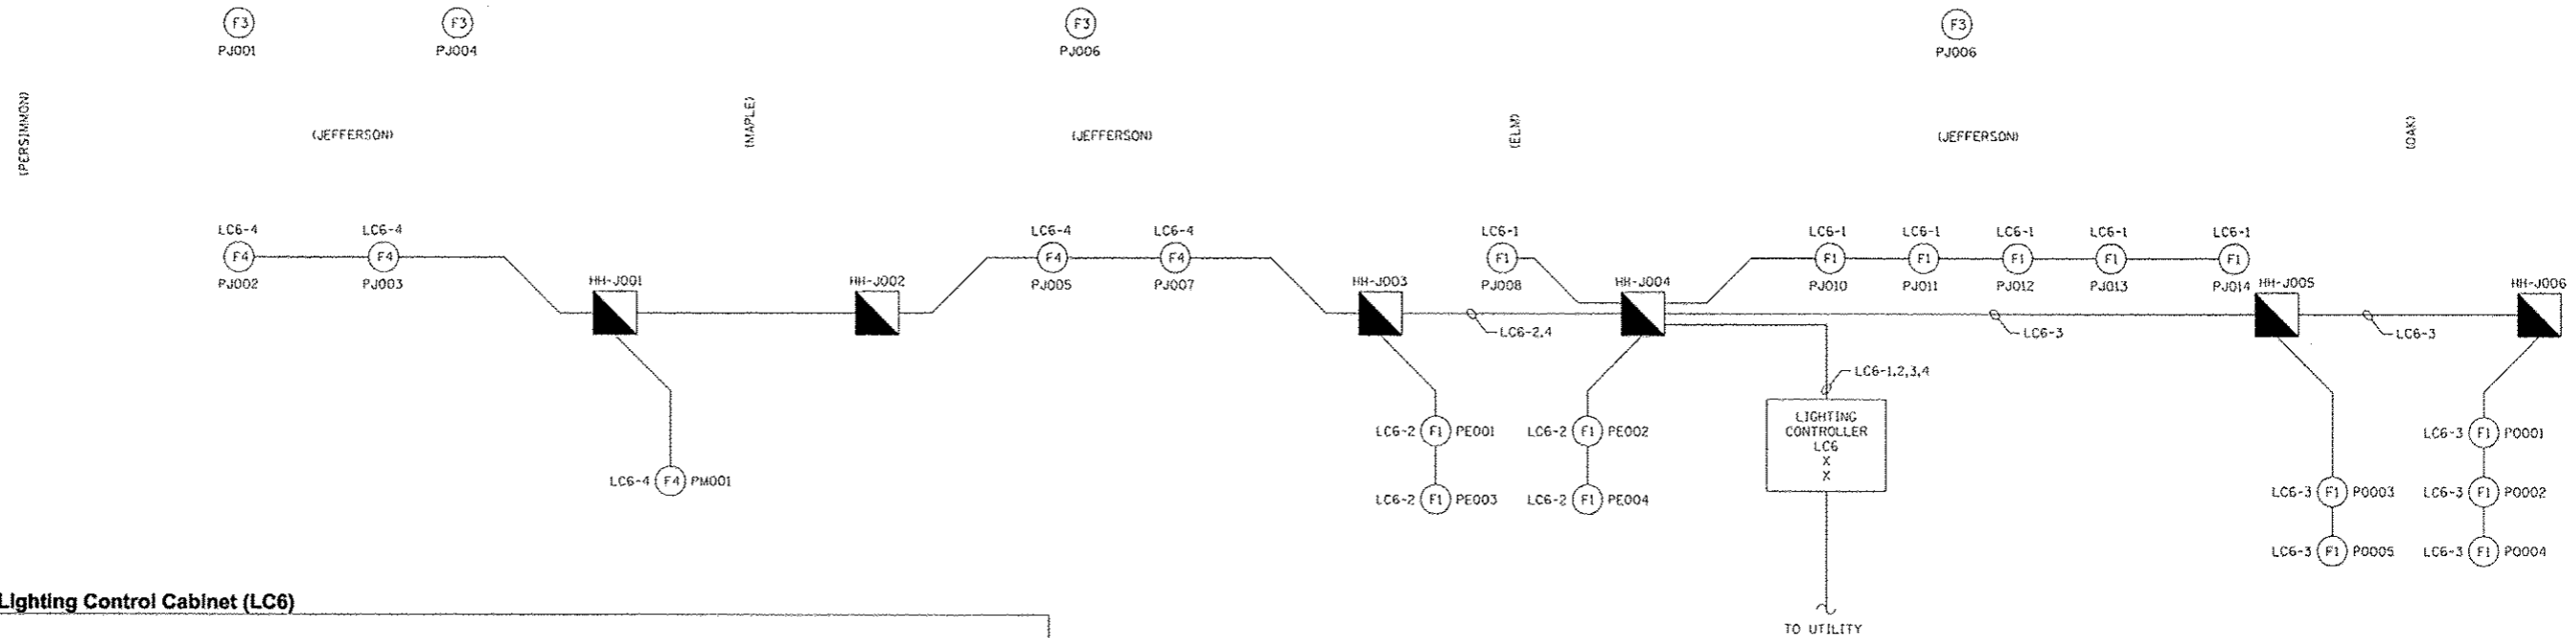 F3 F3 F3 F3
PJ001 PJ004 PJ006 PJ006
(PERSIMMON) (JEFFERSON) (MAPLE) (JEFFERSON) (ELM) (JEFFERSON) (OAK)
LC6-4 LC6-4 LC6-4 LC6-4 LC6-1 LC6-1 LC6-1 LC6-1 LC6-1 LC6-1
F4 F4 F4 F4 F1 F1 F1 F1 F1 F1
PJ002 PJ003 HH-J001 HH-J002 PJ005 PJ007 HH-J003 PJ008 HH-J004 PJ010 PJ011 PJ012 PJ013 PJ014 HH-J005 HH-J006
LC6-2,4 LC6-3 LC6-3
LC6-1,2,3,4
LIGHTING
CONTROLLER
LC6
X
X
LC6-2 F1 PE001 LC6-2 F1 PE002 LC6-3 F1 PO001
LC6-4 F4 PM001
LC6-2 F1 PE003 LC6-2 F1 PE004 LC6-3 F1 PO003 LC6-3 F1 PO002
LC6-3 F1 PO005 LC6-3 F1 PO004
Lighting Control Cabinet (LC6)
TO UTILITY